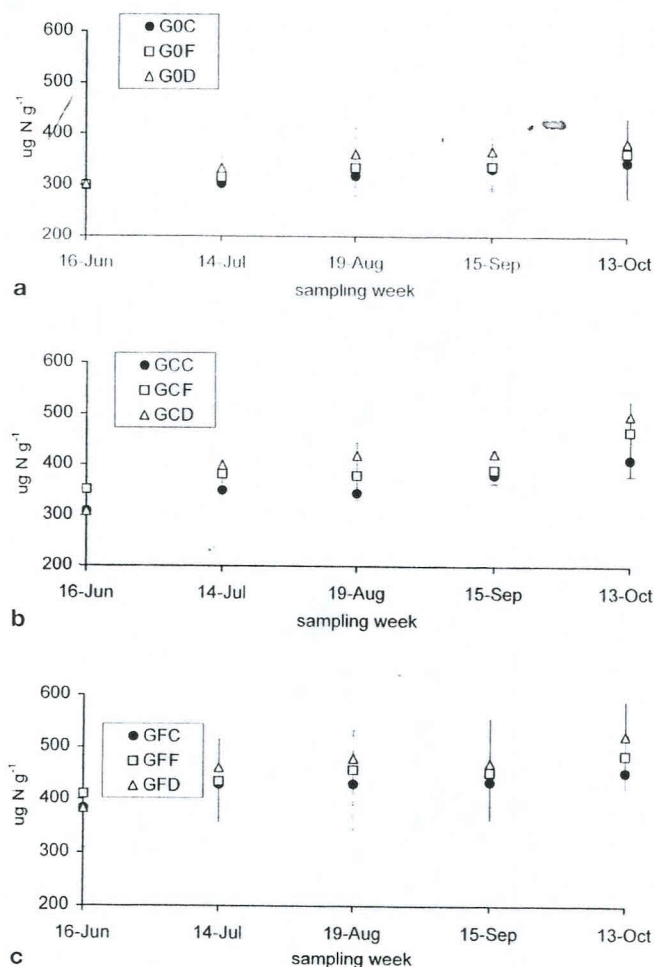 600
500
400
300
200
ug N g-1
● G0C
□ G0F
△ G0D
16-Jun 14-Jul 19-Aug 15-Sep 13-Oct
sampling week
a
600
500
400
300
200
ug N g-1
● GCC
□ GCF
△ GCD
16-Jun 14-Jul 19-Aug 15-Sep 13-Oct
sampling week
b
600
500
400
300
200
ug N g-1
● GFC
□ GFF
△ GFD
16-Jun 14-Jul 19-Aug 15-Sep 13-Oct
sampling week
c